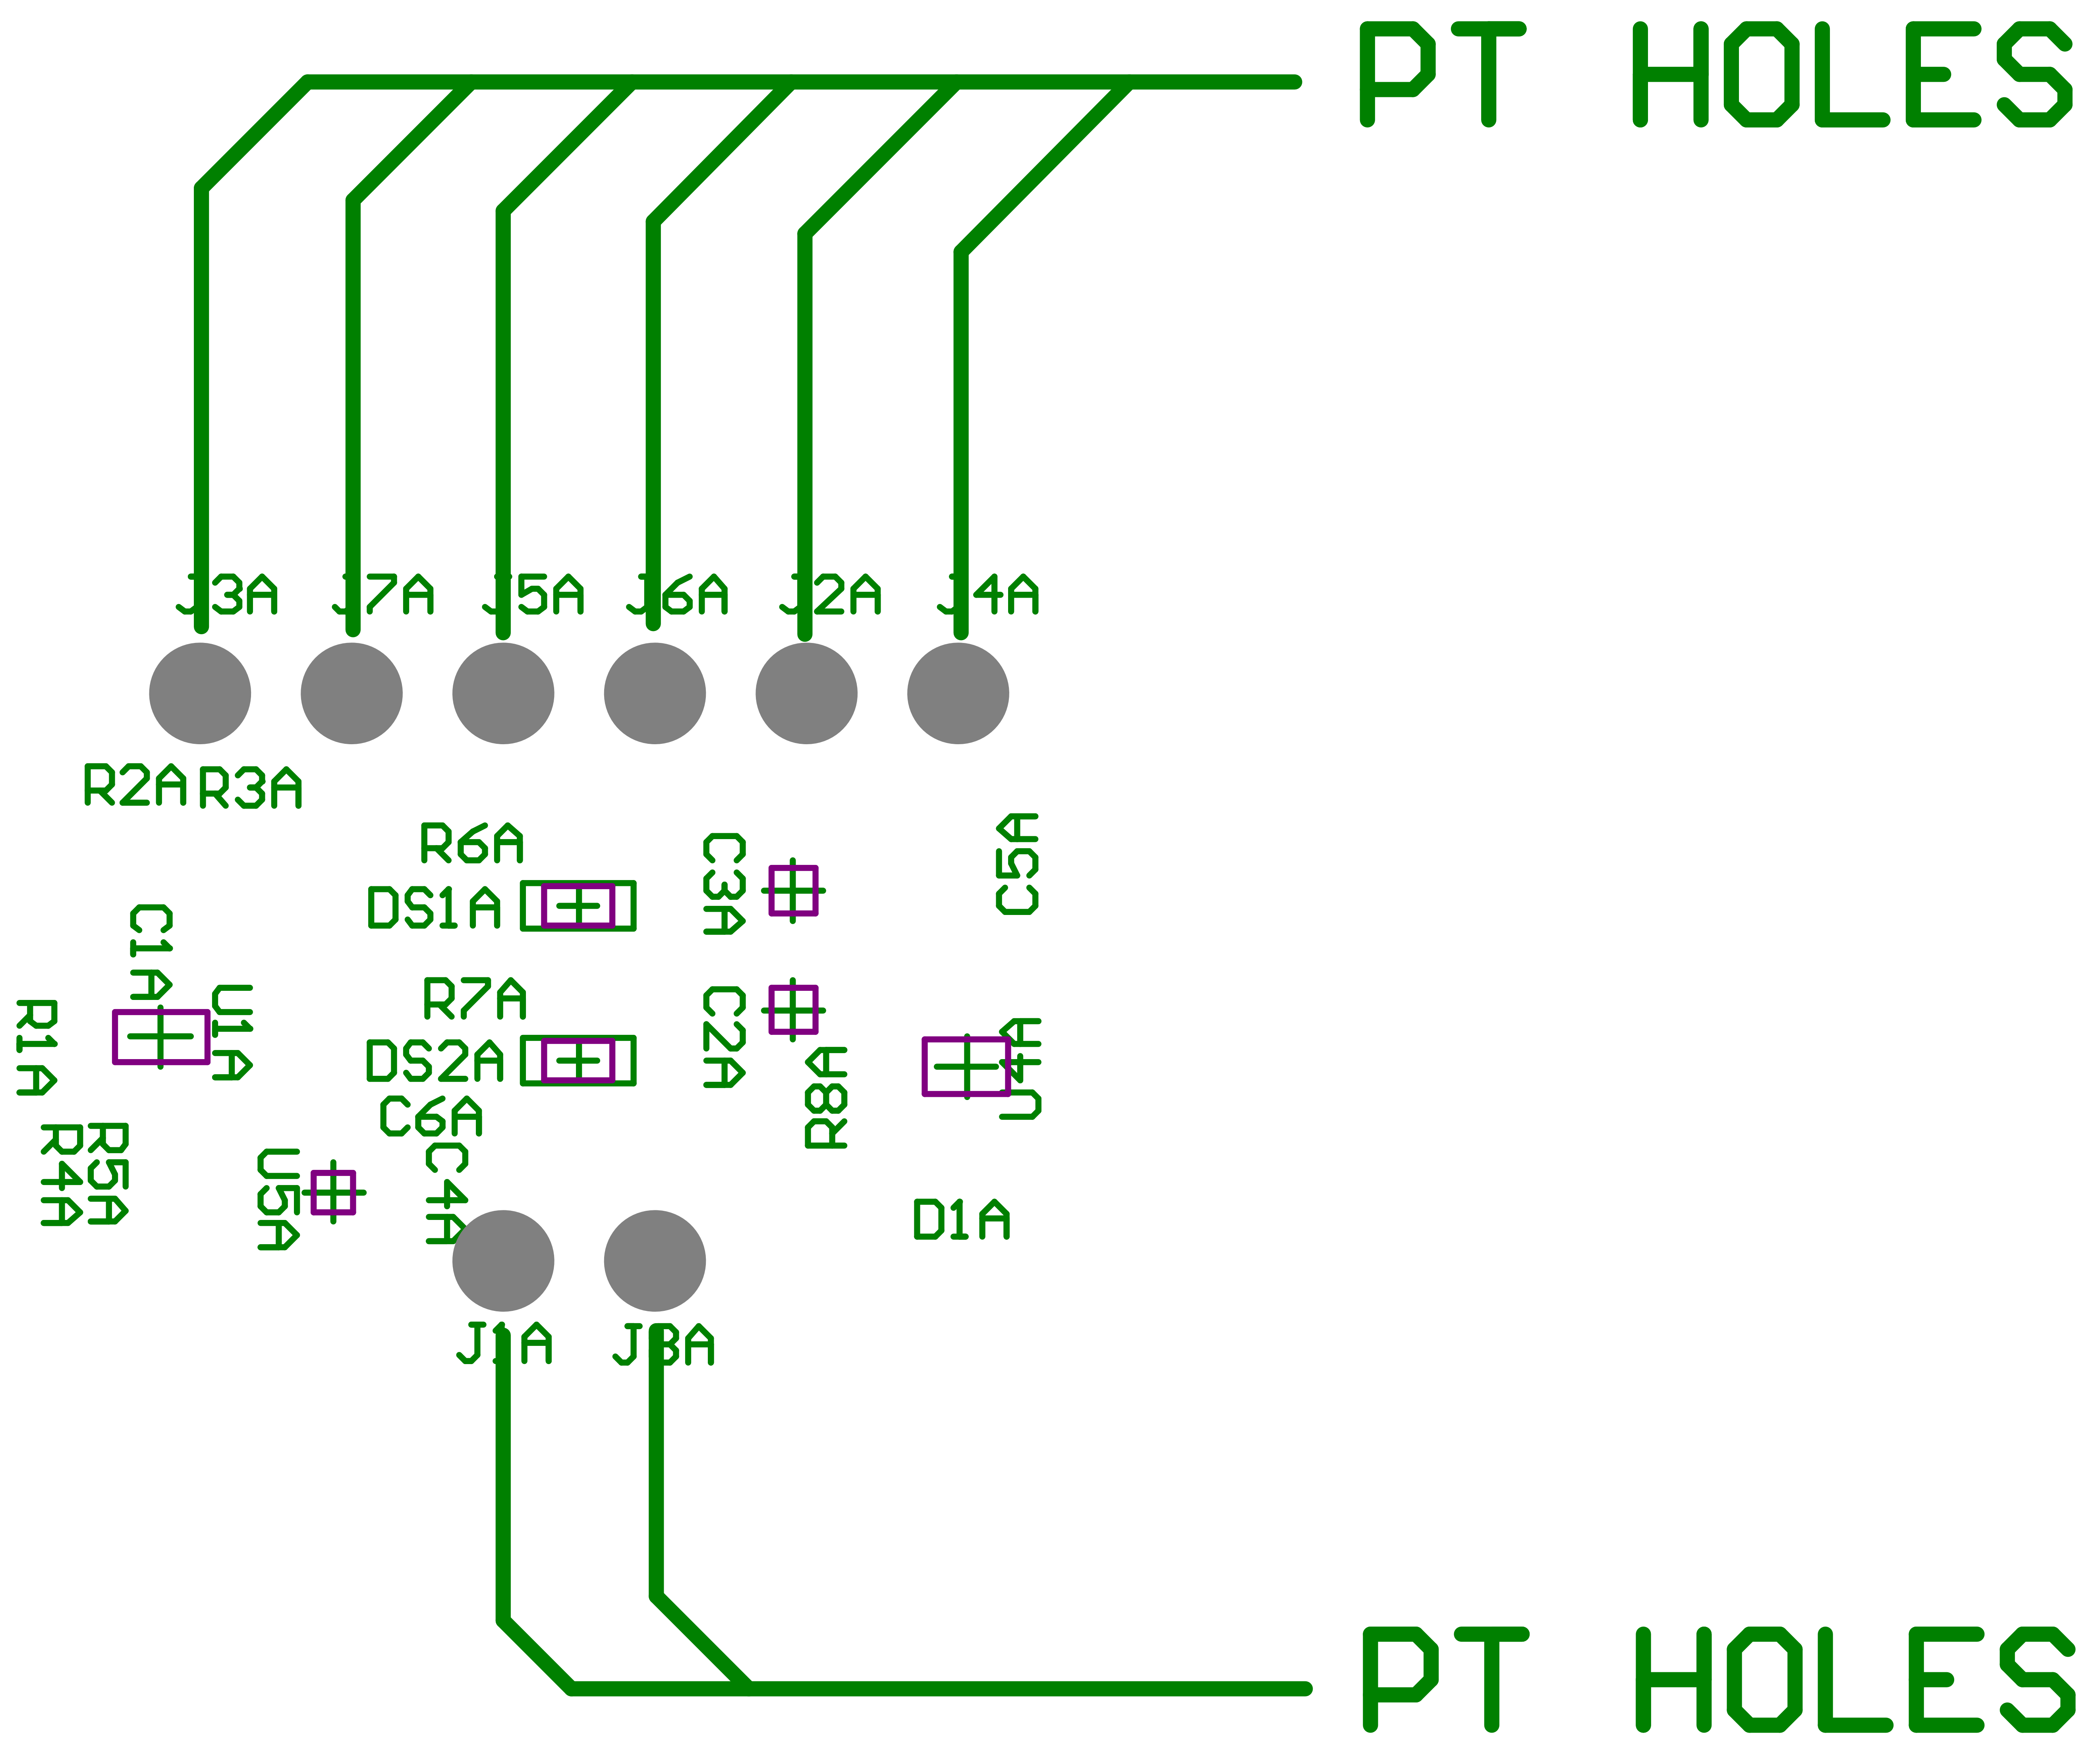 PT HOLES
J3A
J7A
J5A
J6A
J2A
J4A
R2A
R3A
R6A
C3A
C5A
DS1A
C1A
R7A
C2A
U1A
R1A
DS2A
U4A
R8A
C6A
R4A
R5A
U5A
C4A
D1A
J1A
J8A
PT HOLES